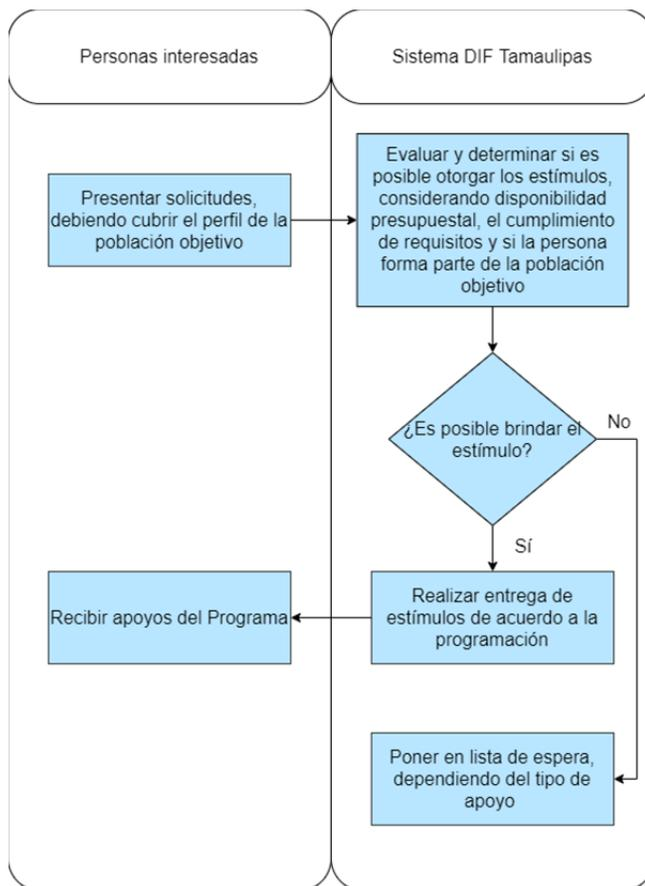 Personas interesadas
Sistema DIF Tamaulipas
Presentar solicitudes,
debiendo cubrir el perfil de la
población objetivo
Evaluar y determinar si es
posible otorgar los estímulos,
considerando disponibilidad
presupuestal, el cumplimiento
de requisitos y si la persona
forma parte de la población
objetivo
¿Es posible brindar el
estímulo?
No
Sí
Realizar entrega de
estímulos de acuerdo a la
programación
Recibir apoyos del Programa
Poner en lista de espera,
dependiendo del tipo de
apoyo